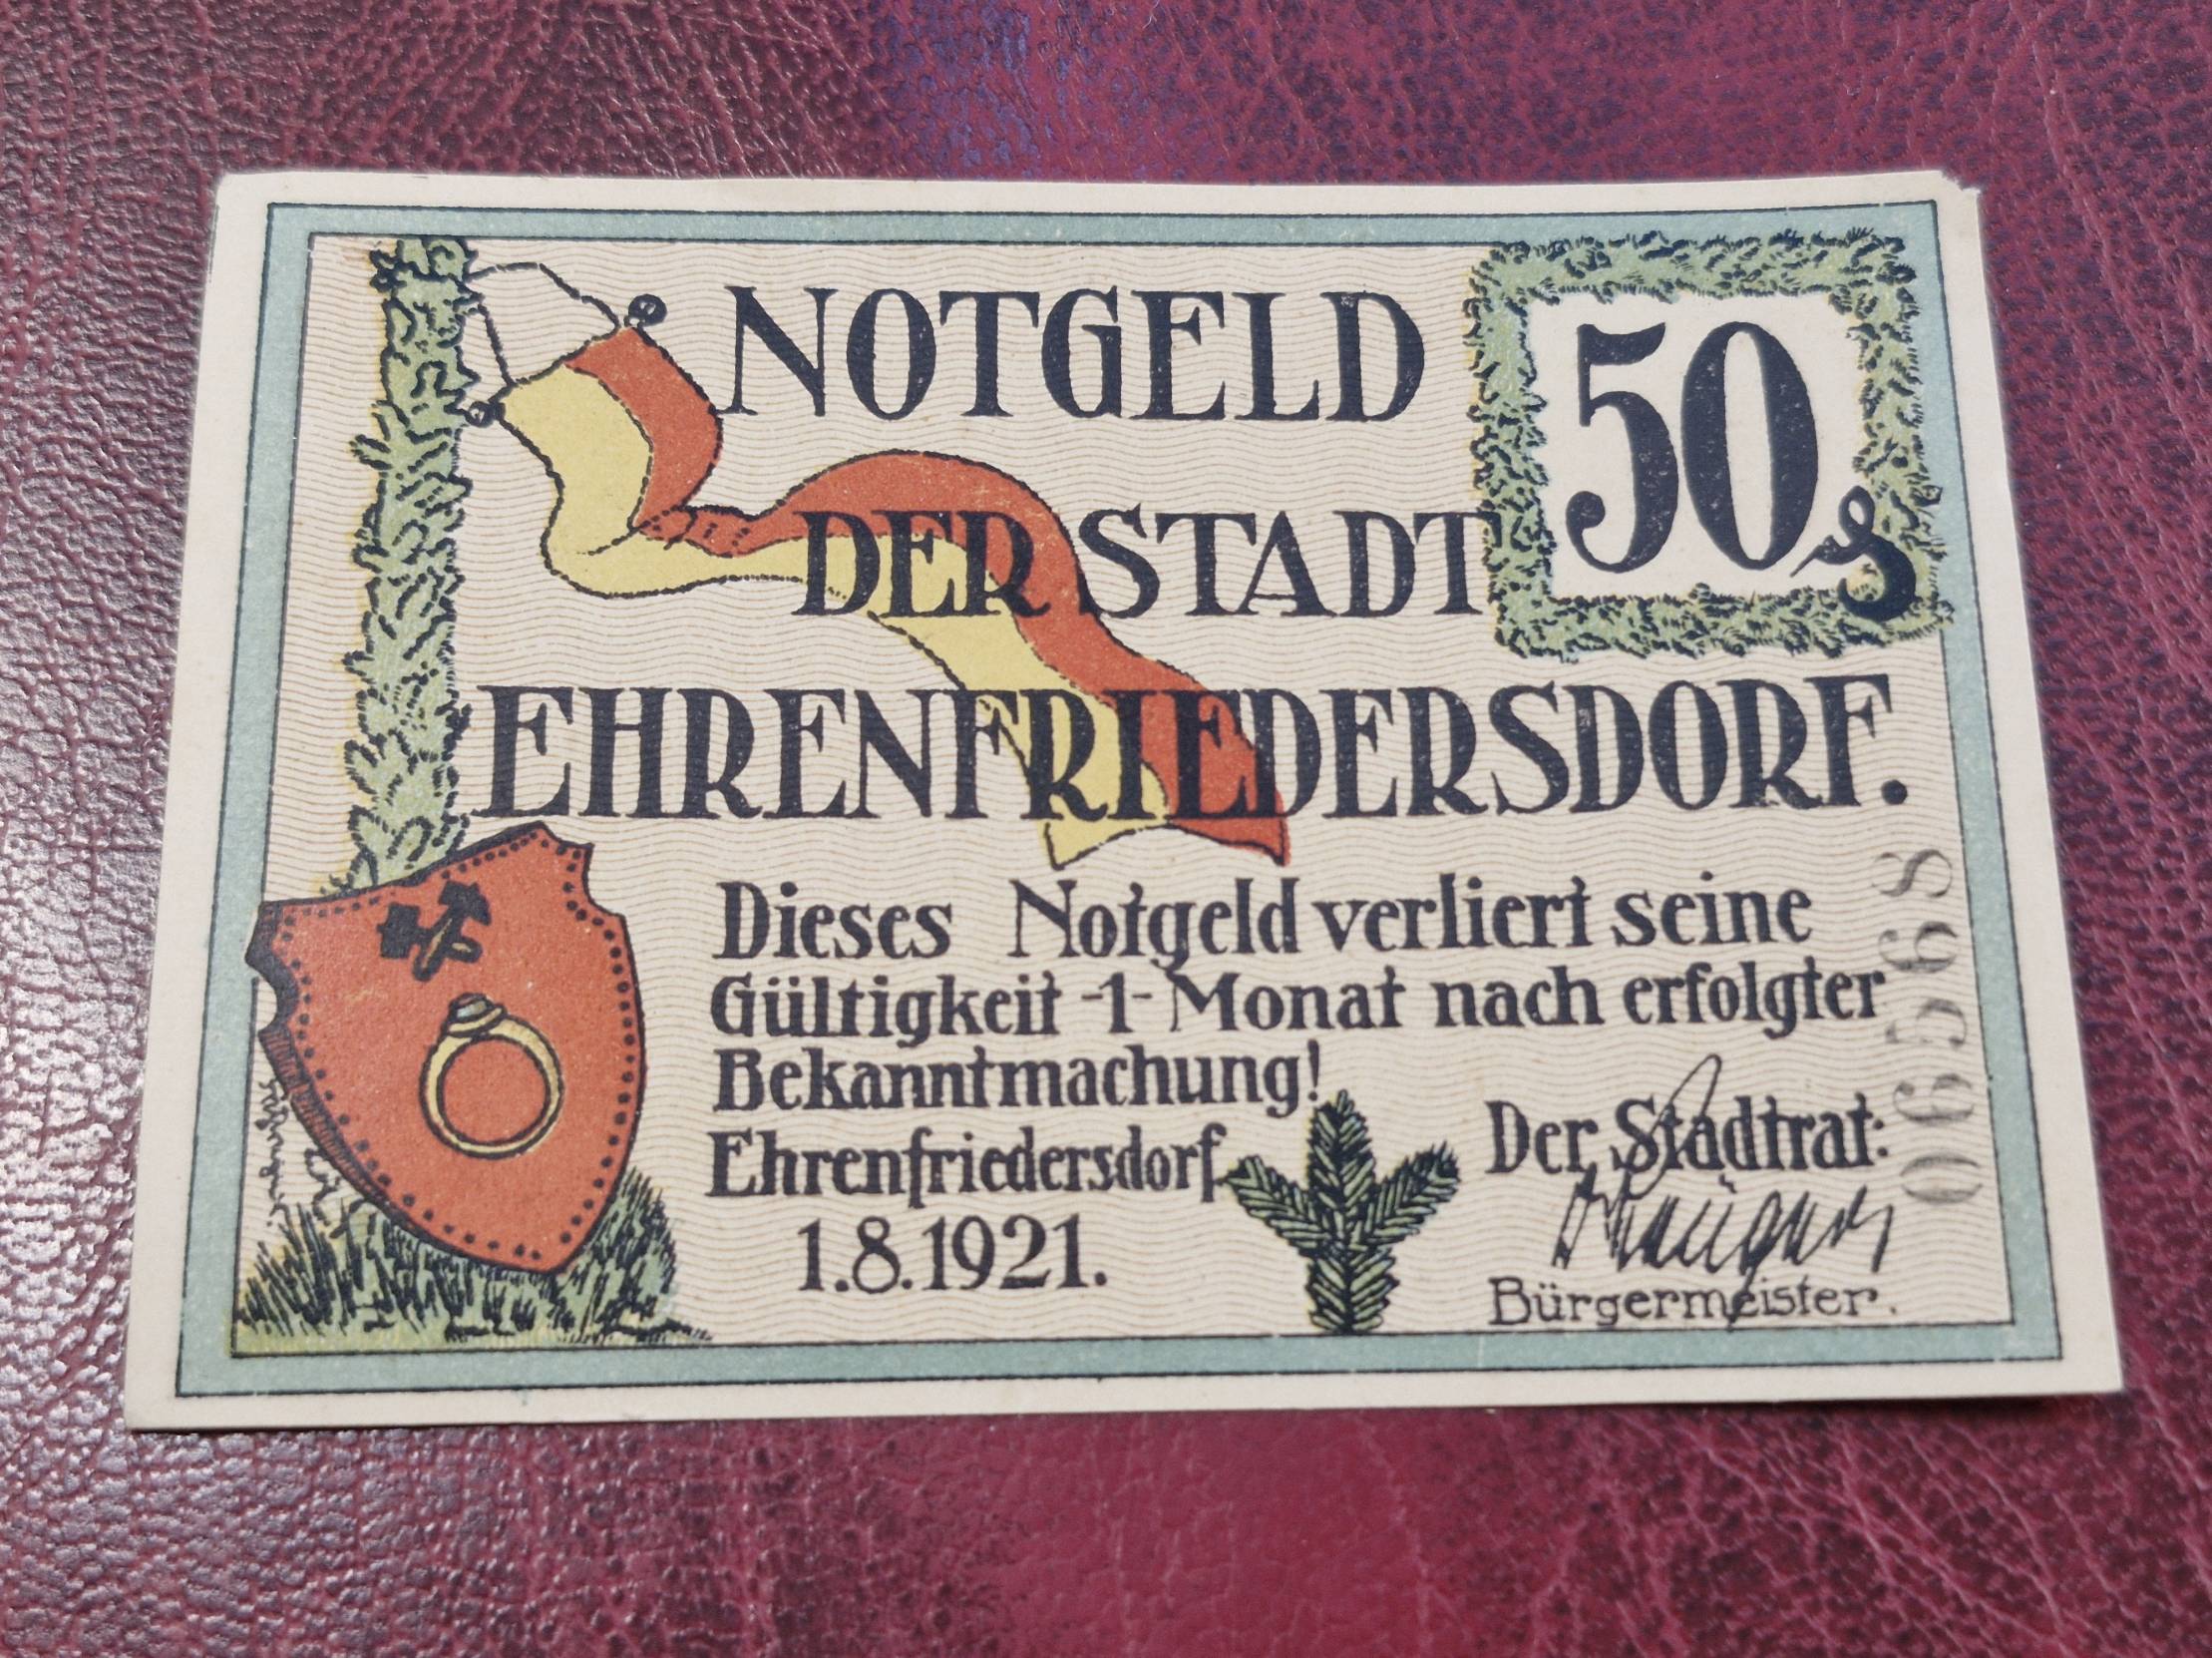 NOTGELD
50 ₰
DER STADT
EHRENFRIEDERSDORF.
Dieses Notgeld verliert seine
Gültigkeit -1- Monat nach erfolgter
Bekanntmachung!
Ehrenfriedersdorf
1.8.1921.
Der Stadtrat:
Bürgermeister.
06568